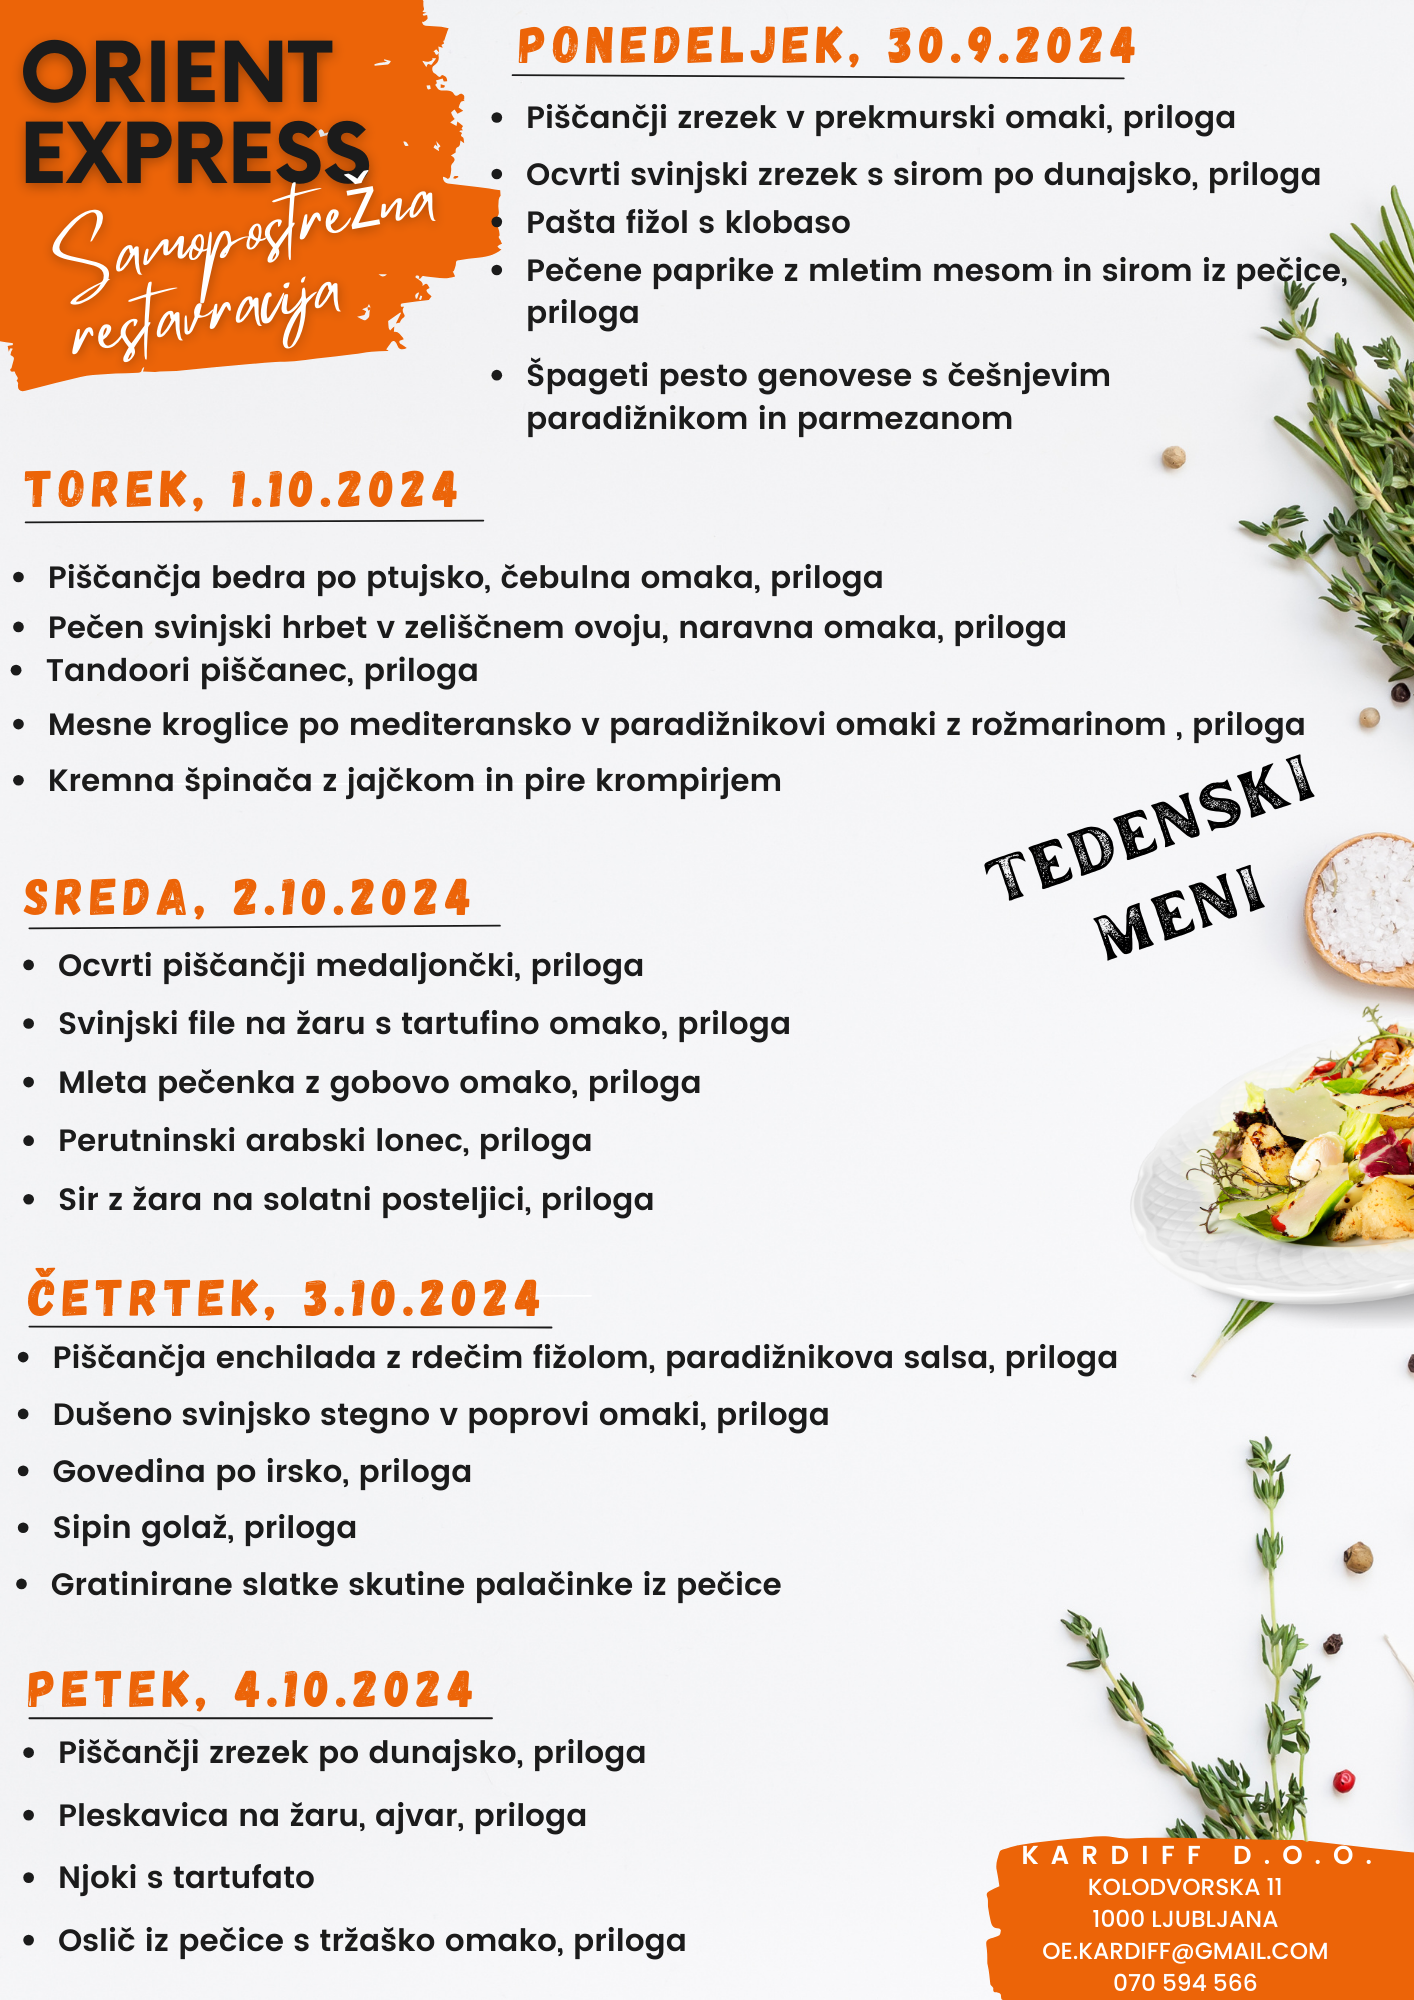 ORIENT
EXPRESS
Samopostrežna
restavracija
PONEDELJEK, 30.9.2024
• Piščančji zrezek v prekmurski omaki, priloga
• Ocvrti svinjski zrezek s sirom po dunajsko, priloga
• Pašta fižol s klobaso
• Pečene paprike z mletim mesom in sirom iz pečice,
priloga
• Špageti pesto genovese s češnjevim
paradižnikom in parmezanom
TOREK, 1.10.2024
• Piščančja bedra po ptujsko, čebulna omaka, priloga
• Pečen svinjski hrbet v zeliščnem ovoju, naravna omaka, priloga
• Tandoori piščanec, priloga
• Mesne kroglice po mediteransko v paradižnikovi omaki z rožmarinom , priloga
• Kremna špinača z jajčkom in pire krompirjem
TEDENSKI
MENI
SREDA, 2.10.2024
• Ocvrti piščančji medaljončki, priloga
• Svinjski file na žaru s tartufino omako, priloga
• Mleta pečenka z gobovo omako, priloga
• Perutninski arabski lonec, priloga
• Sir z žara na solatni posteljici, priloga
ČETRTEK, 3.10.2024
• Piščančja enchilada z rdečim fižolom, paradižnikova salsa, priloga
• Dušeno svinjsko stegno v poprovi omaki, priloga
• Govedina po irsko, priloga
• Sipin golaž, priloga
• Gratinirane slatke skutine palačinke iz pečice
PETEK, 4.10.2024
• Piščančji zrezek po dunajsko, priloga
• Pleskavica na žaru, ajvar, priloga
• Njoki s tartufato
• Oslič iz pečice s tržaško omako, priloga
KARDIFF D.O.O.
KOLODVORSKA 11
1000 LJUBLJANA
OE.KARDIFF@GMAIL.COM
070 594 566